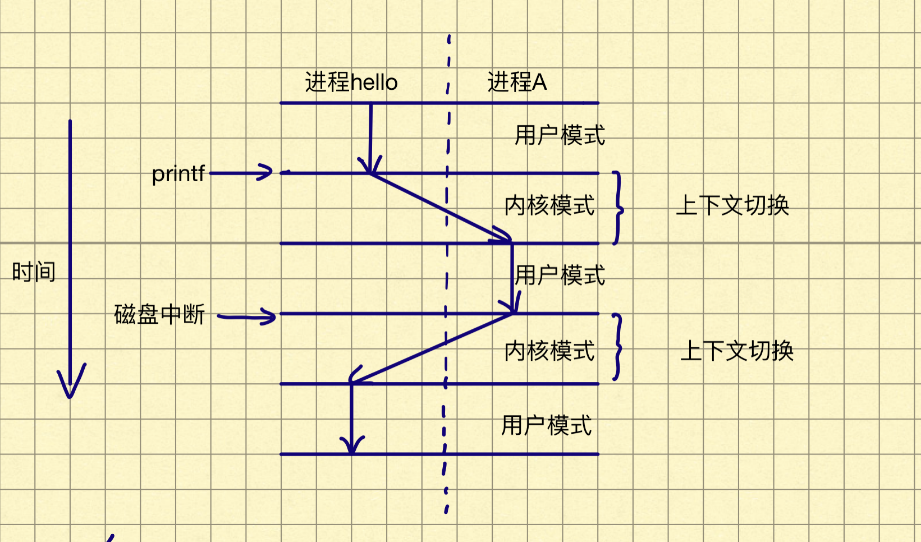 进程hello
进程A
用户模式
printf
内核模式
上下文切换
时间
用户模式
磁盘中断
内核模式
上下文切换
用户模式